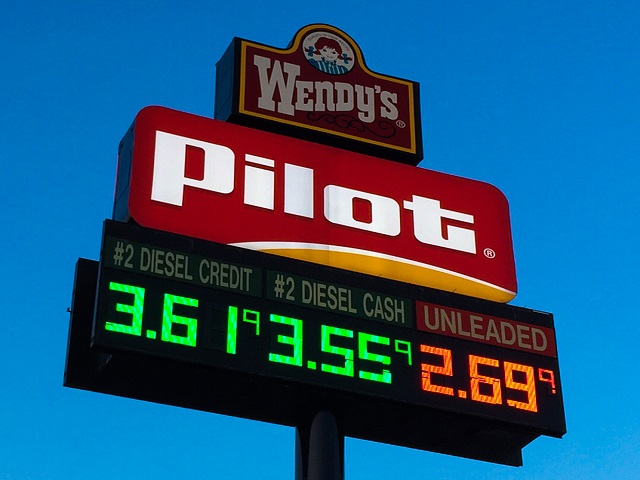 WENDY'S ®
Pilot ®
#2 DIESEL CREDIT #2 DIESEL CASH UNLEADED
3.61⁹ 3.55⁹ 2.69⁹